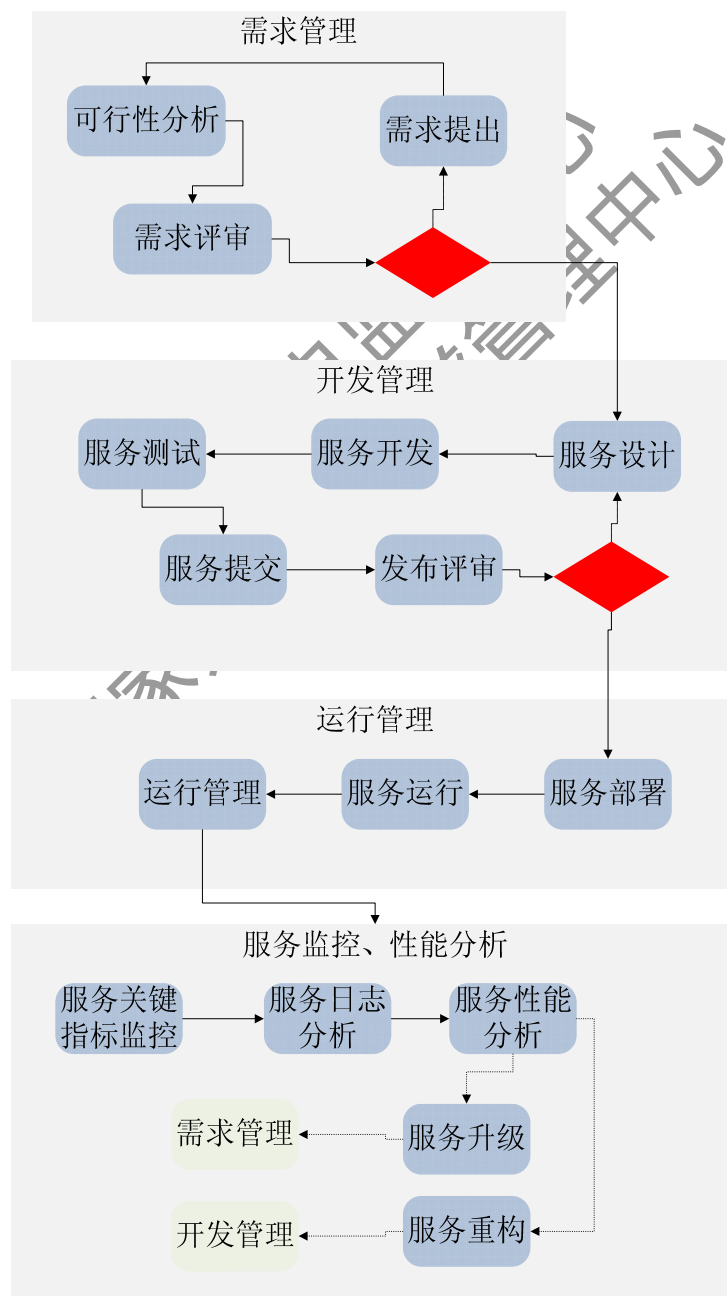 需求管理
可行性分析
需求提出
需求评审
开发管理
服务测试
服务开发
服务设计
服务提交
发布评审
运行管理
运行管理
服务运行
服务部署
服务监控、性能分析
服务关键
指标监控
服务日志
分析
服务性能
分析
需求管理
服务升级
开发管理
服务重构